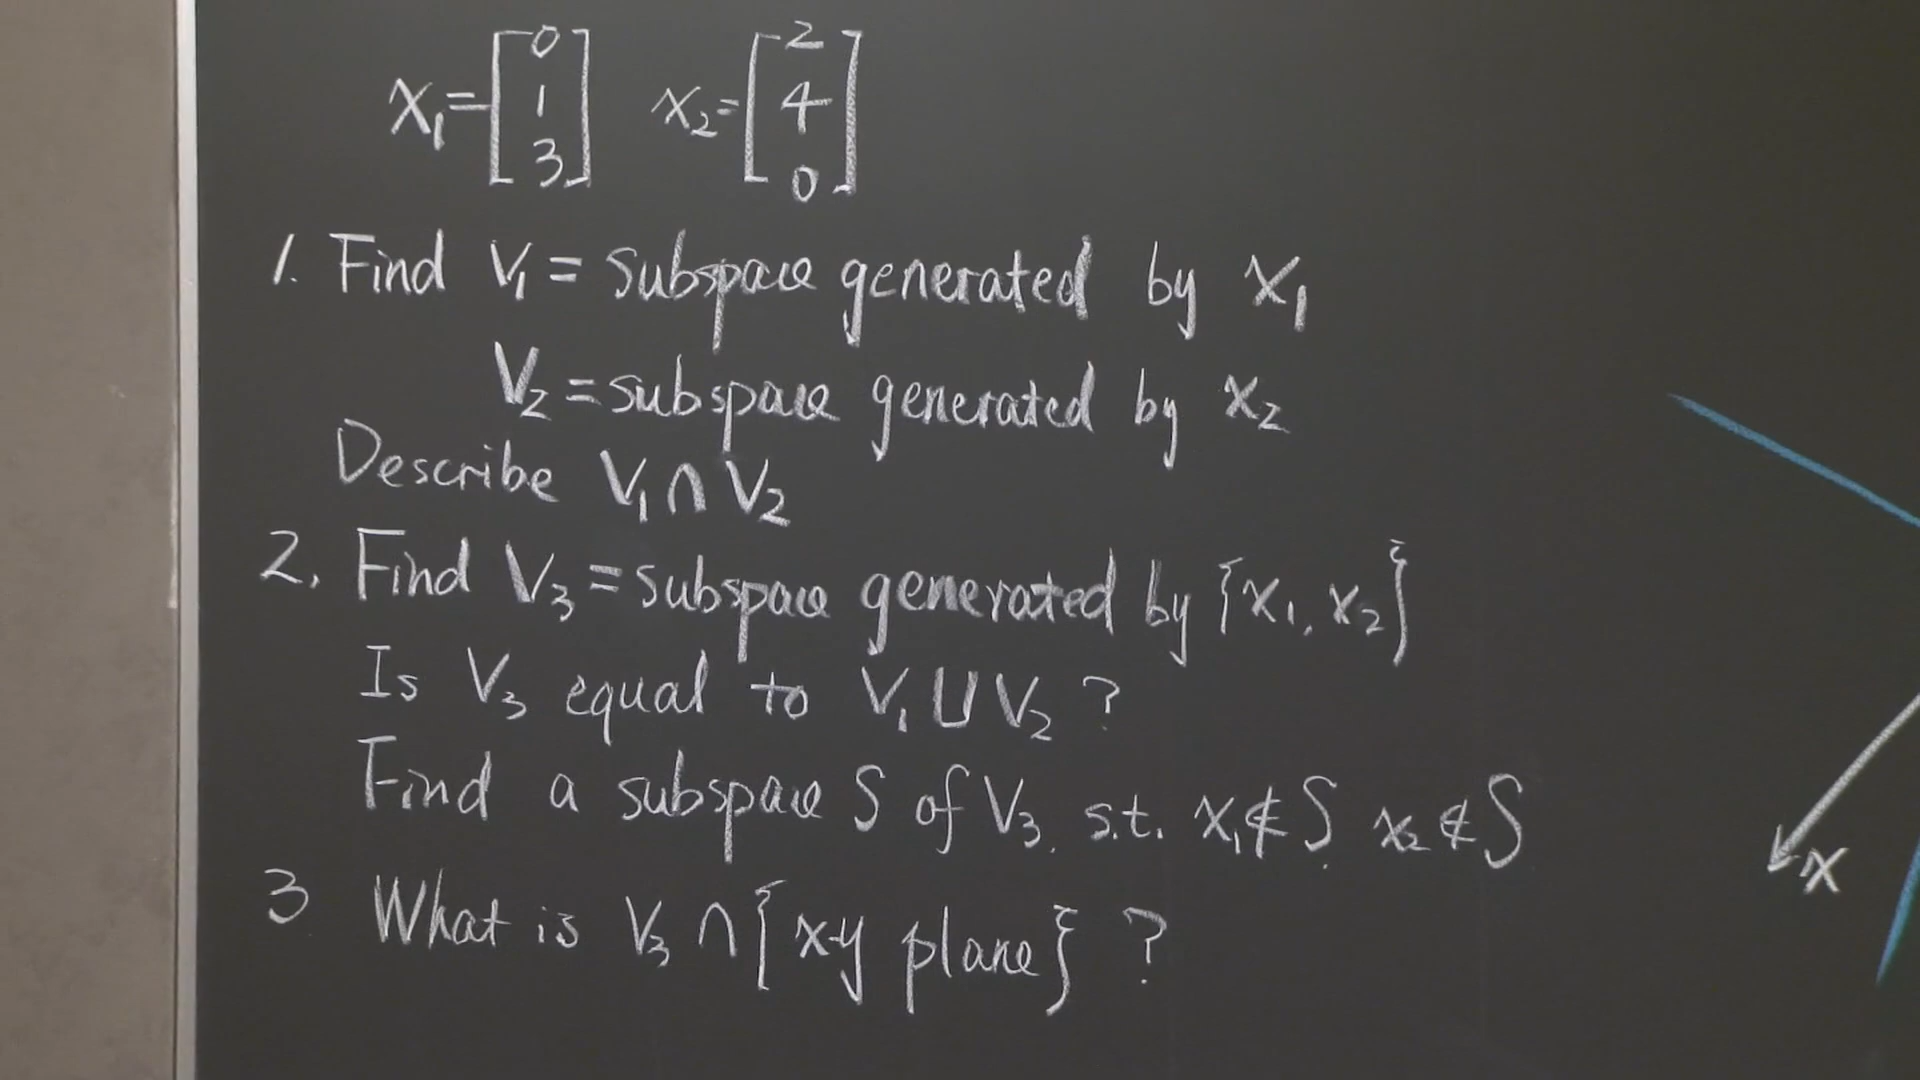 x₁ = [0 1 3] x₂ = [2 4 0]
1. Find V₁ = subspace generated by x₁
V₂ = subspace generated by x₂
Describe V₁ ∩ V₂
2. Find V₃ = subspace generated by {x₁, x₂}
Is V₃ equal to V₁ ∪ V₂ ?
Find a subspace S of V₃. s.t. x₁ ∉ S, x₂ ∉ S
x
3 What is V₃ ∩ {x-y plane} ?